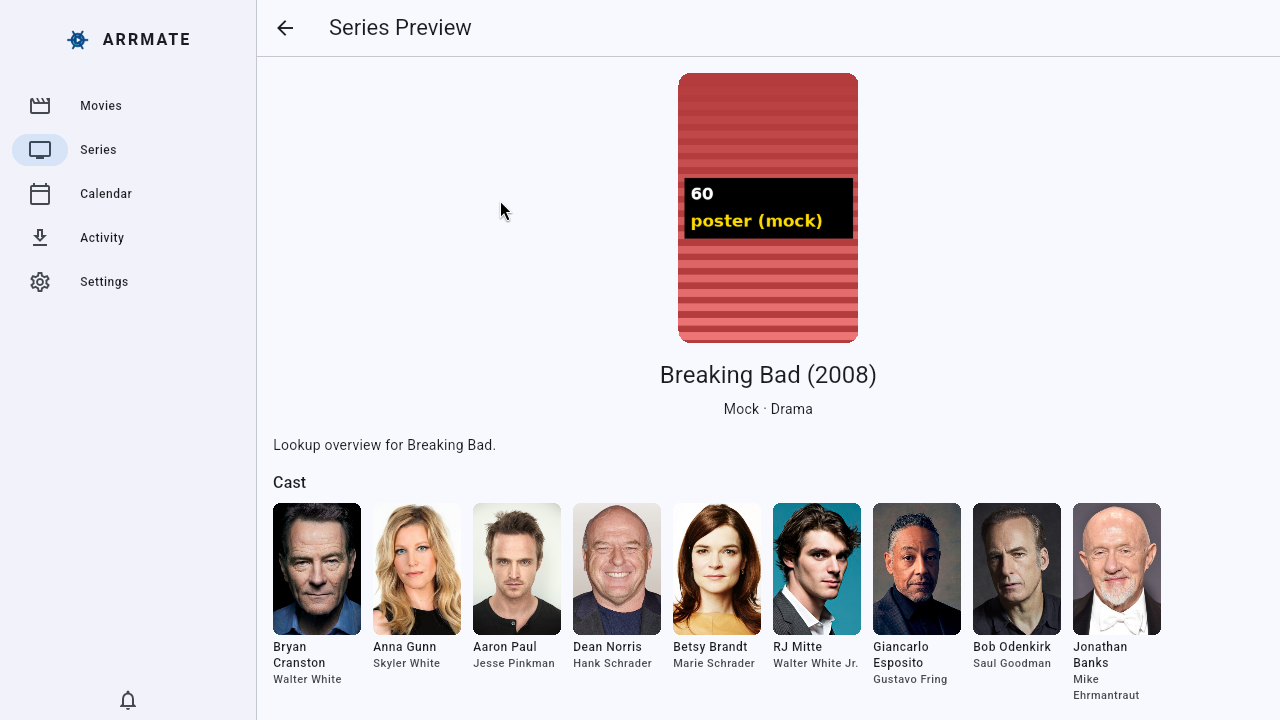 ARRMATE
Series Preview
Movies
Series
Calendar
Activity
Settings
60
poster (mock)
Breaking Bad (2008)
Mock · Drama
Lookup overview for Breaking Bad.
Cast
Bryan
Cranston
Walter White
Anna Gunn
Skyler White
Aaron Paul
Jesse Pinkman
Dean Norris
Hank Schrader
Betsy Brandt
Marie Schrader
RJ Mitte
Walter White Jr.
Giancarlo
Esposito
Gustavo Fring
Bob Odenkirk
Saul Goodman
Jonathan
Banks
Mike
Ehrmantraut